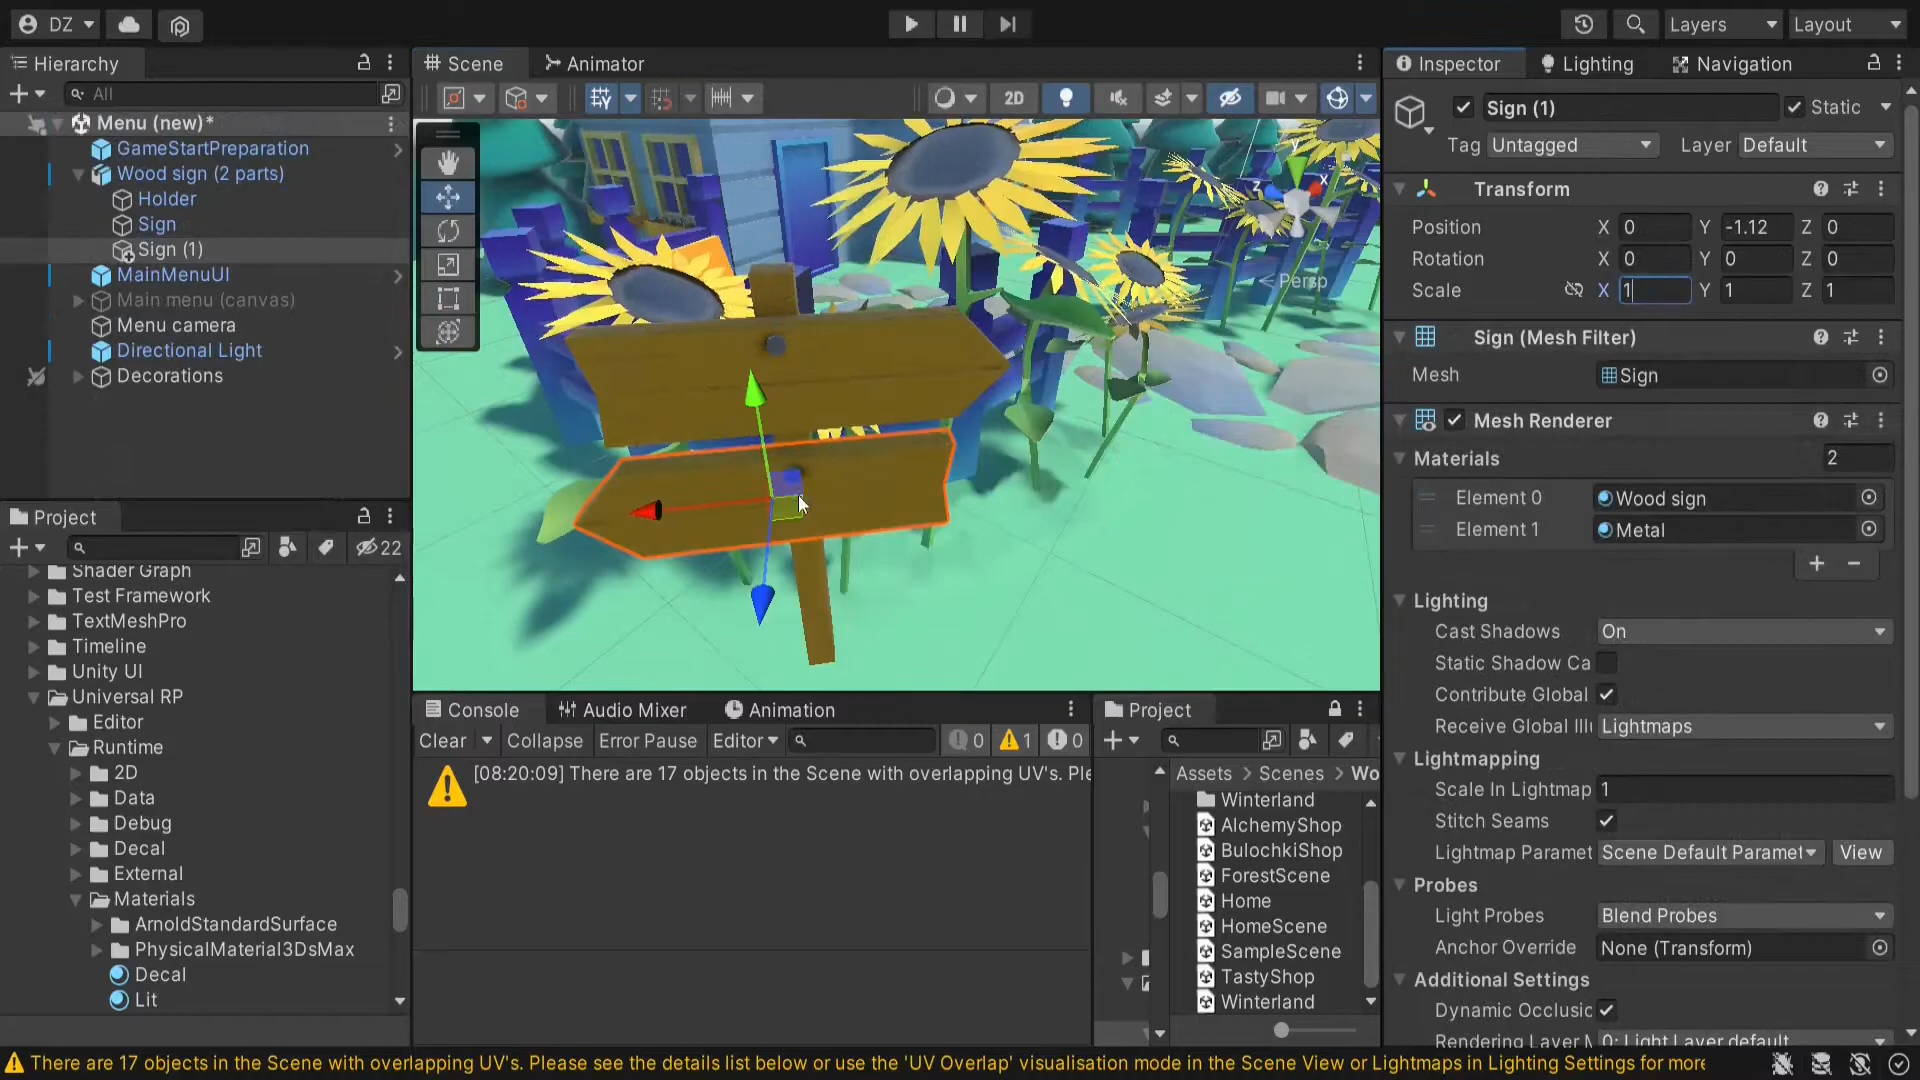 DZ
Layers
Layout
Hierarchy
All
Menu (new)*
GameStartPreparation
Wood sign (2 parts)
Holder
Sign
Sign (1)
MainMenuUI
Main menu (canvas)
Menu camera
Directional Light
Decorations
Project
22
Shader Graph
Test Framework
TextMeshPro
Timeline
Unity UI
Universal RP
Editor
Runtime
2D
Data
Debug
Decal
External
Materials
ArnoldStandardSurface
PhysicalMaterial3DsMax
Decal
Lit
Scene
Animator
2D
y
z
x
< Persp
Console
Audio Mixer
Animation
Clear
Collapse
Error Pause
Editor
0
1
0
[08:20:09] There are 17 objects in the Scene with overlapping UV's. Ple
Project
Assets > Scenes > Wo
Winterland
AlchemyShop
BulochkiShop
ForestScene
Home
HomeScene
SampleScene
TastyShop
Winterland
Inspector
Lighting
Navigation
Sign (1)
Static
Tag Untagged
Layer Default
Transform
Position X 0 Y -1.12 Z 0
Rotation X 0 Y 0 Z 0
Scale X 1 Y 1 Z 1
Sign (Mesh Filter)
Mesh Sign
Mesh Renderer
Materials 2
Element 0 Wood sign
Element 1 Metal
Lighting
Cast Shadows On
Static Shadow Ca
Contribute Global
Receive Global Illu Lightmaps
Lightmapping
Scale In Lightmap 1
Stitch Seams
Lightmap Paramet Scene Default Paramet View
Probes
Light Probes Blend Probes
Anchor Override None (Transform)
Additional Settings
Dynamic Occlusic
Rendering Layer M 0: Light Layer default
There are 17 objects in the Scene with overlapping UV's. Please see the details list below or use the 'UV Overlap' visualisation mode in the Scene View or Lightmaps in Lighting Settings for more